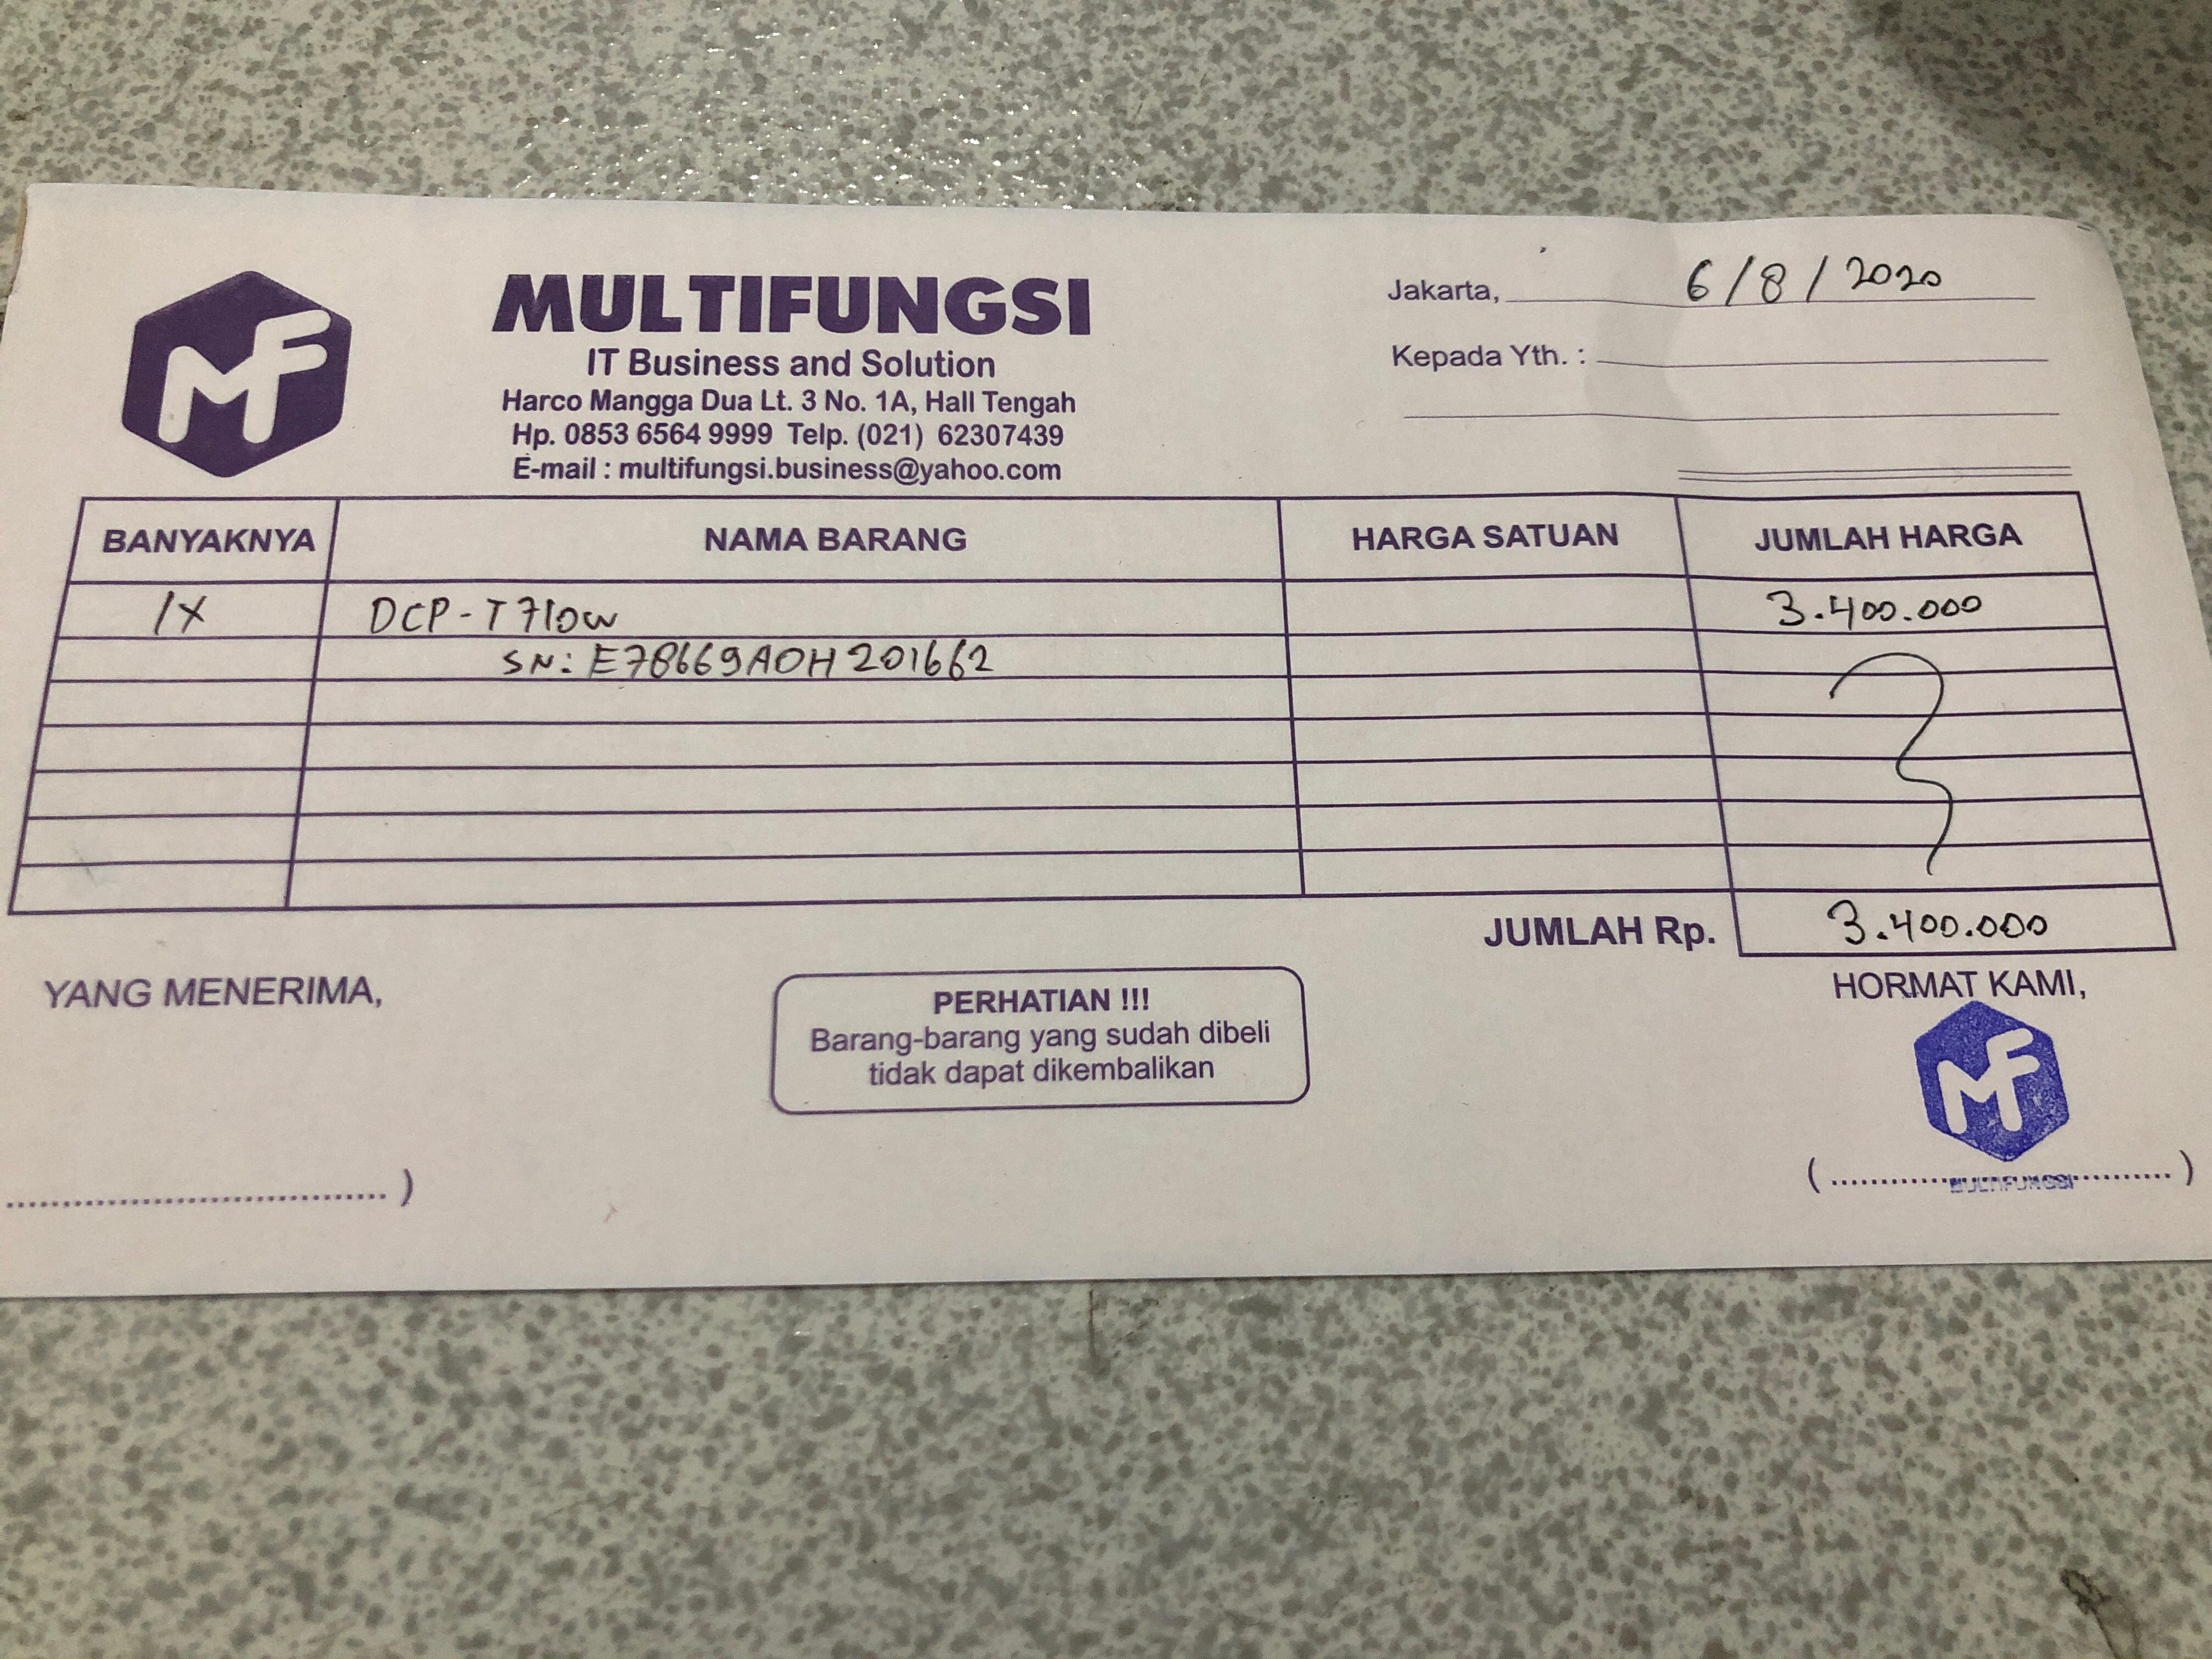 MF
MULTIFUNGSI
IT Business and Solution
Harco Mangga Dua Lt. 3 No. 1A, Hall Tengah
Hp. 0853 6564 9999 Telp. (021) 62307439
E-mail : multifungsi.business@yahoo.com
Jakarta, 6/8/2020
Kepada Yth. :
BANYAKNYA NAMA BARANG HARGA SATUAN JUMLAH HARGA
1X DCP-T710W 3.400.000
SN: E78669A0H201662
JUMLAH Rp. 3.400.000
YANG MENERIMA,
PERHATIAN !!!
Barang-barang yang sudah dibeli
tidak dapat dikembalikan
HORMAT KAMI,
MF
MULTIFUNGSI